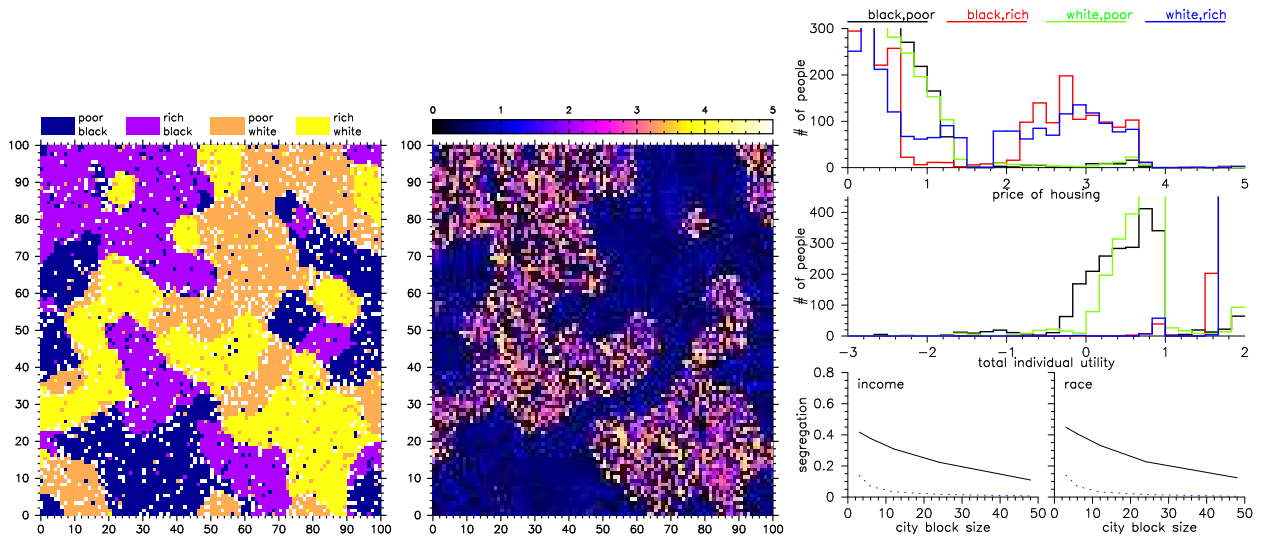 poor black
rich black
poor white
rich white
100
90
80
70
60
50
40
30
20
10
0
0 10 20 30 40 50 60 70 80 90 100
0 1 2 3 4 5
100
90
80
70
60
50
40
30
20
10
0
0 10 20 30 40 50 60 70 80 90 100
black,poor black,rich white,poor white,rich
# of people
300
200
100
0
0 1 2 3 4 5
price of housing
# of people
400
300
200
100
0
−3 −2 −1 0 1 2
total individual utility
segregation
0.8
0.6
0.4
0.2
0
income
0 10 20 30 40 50
city block size
race
0 10 20 30 40 50
city block size